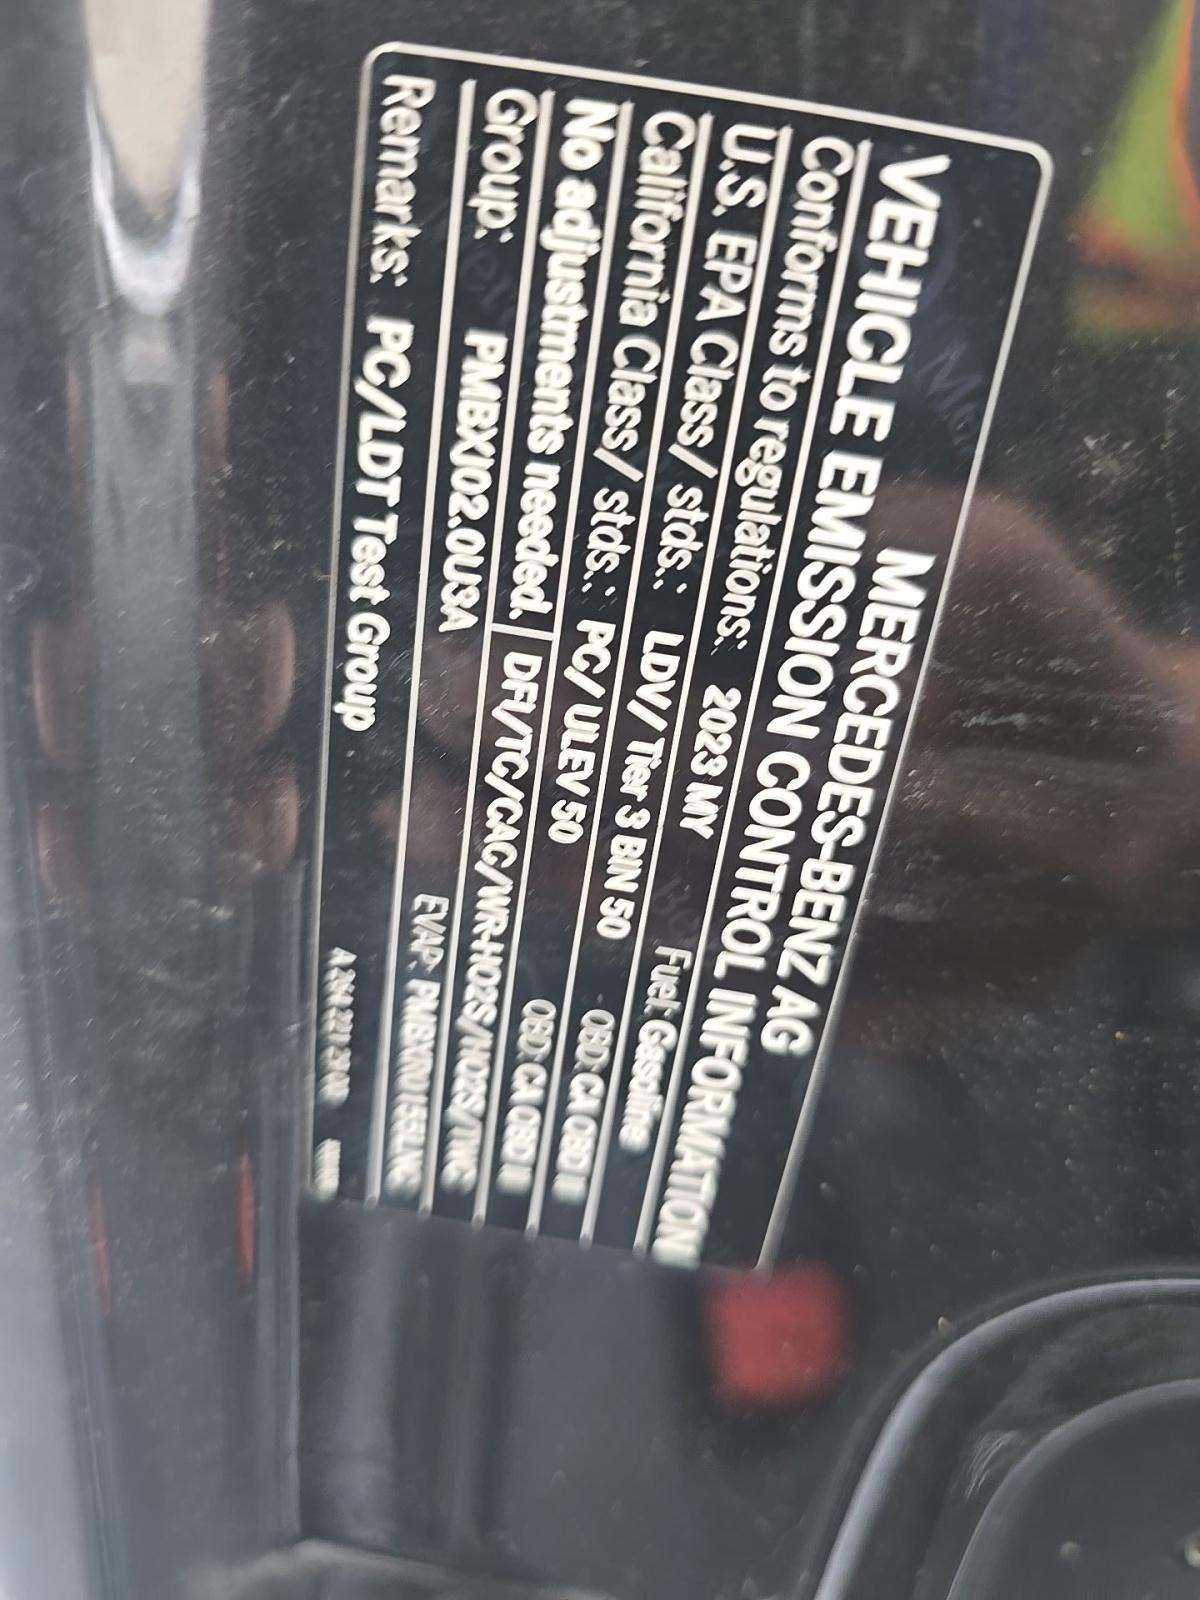 MERCEDES-BENZ AG
VEHICLE EMISSION CONTROL INFORMATION
Conforms to regulations: 2023 MY
U.S. EPA Class/ stds.: LDV/ Tier 3 BIN 50 Fuel: Gasoline
California Class/ stds.: PC/ ULEV 50 OBD: CA OBD II
No adjustments needed. OBD: CA OBD II
DFI/TC/CAC/WR-HO2S/HO2S/TWC
Group: PMBXJ02.0U3A EVAP:
Remarks: PC/LDT Test Group